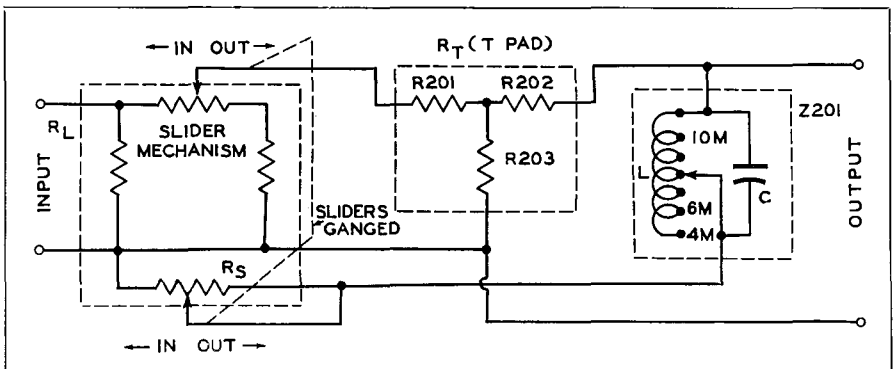 ← IN OUT →
R_T (T PAD)
R201 R202
R203
R_L
SLIDER
MECHANISM
INPUT
SLIDERS
GANGED
R_S
← IN OUT →
Z201
10M
L
6M
4M
C
OUTPUT